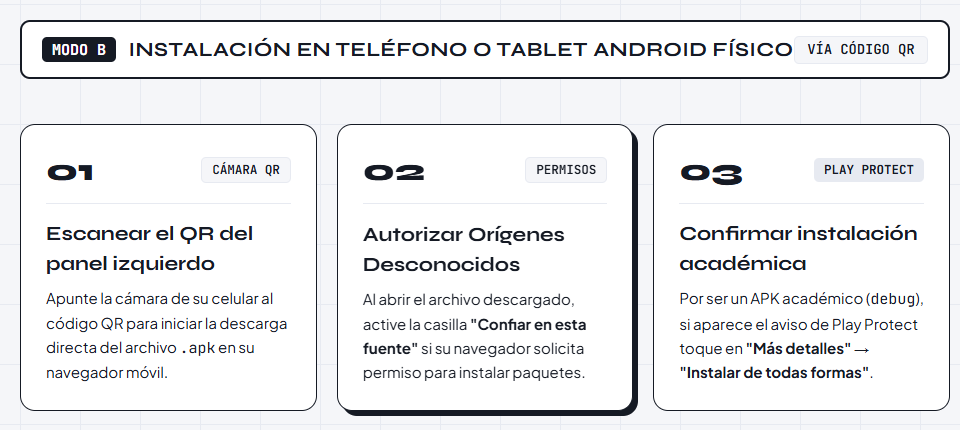 MODO B INSTALACIÓN EN TELÉFONO O TABLET ANDROID FÍSICO VÍA CÓDIGO QR
01 CÁMARA QR
Escanear el QR del
panel izquierdo
Apunte la cámara de su celular al
código QR para iniciar la descarga
directa del archivo .apk en su
navegador móvil.
02 PERMISOS
Autorizar Orígenes
Desconocidos
Al abrir el archivo descargado,
active la casilla "Confiar en esta
fuente" si su navegador solicita
permiso para instalar paquetes.
03 PLAY PROTECT
Confirmar instalación
académica
Por ser un APK académico (debug),
si aparece el aviso de Play Protect
toque en "Más detalles" →
"Instalar de todas formas".